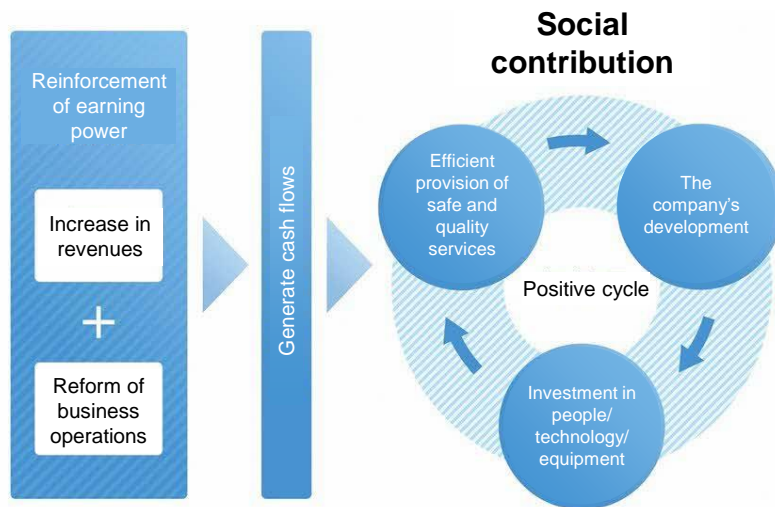 Reinforcement
of earning
power
Increase in
revenues
+
Reform of
business
operations
Generate cash flows
Social
contribution
Efficient
provision of
safe and
quality
services
The
company's
development
Positive cycle
Investment in
people/
technology/
equipment